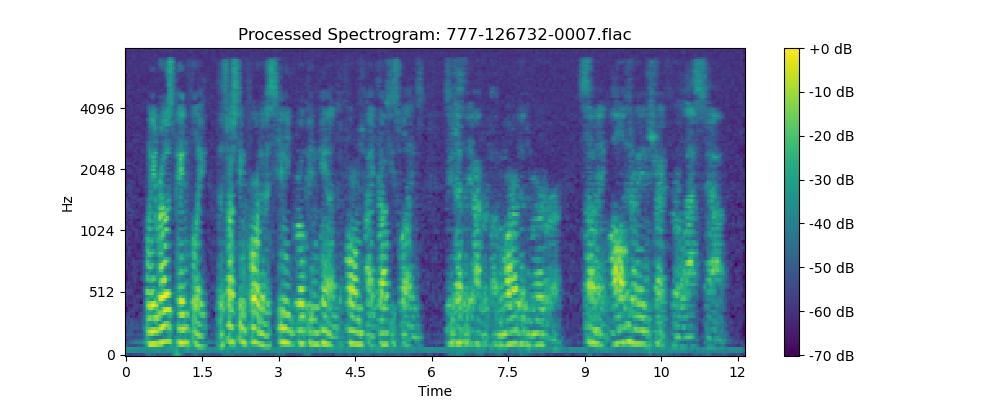 Processed Spectrogram: 777-126732-0007.flac
+0 dB
-10 dB
-20 dB
-30 dB
-40 dB
-50 dB
-60 dB
-70 dB
Hz
4096
2048
1024
512
0
0 1.5 3 4.5 6 7.5 9 10 12
Time